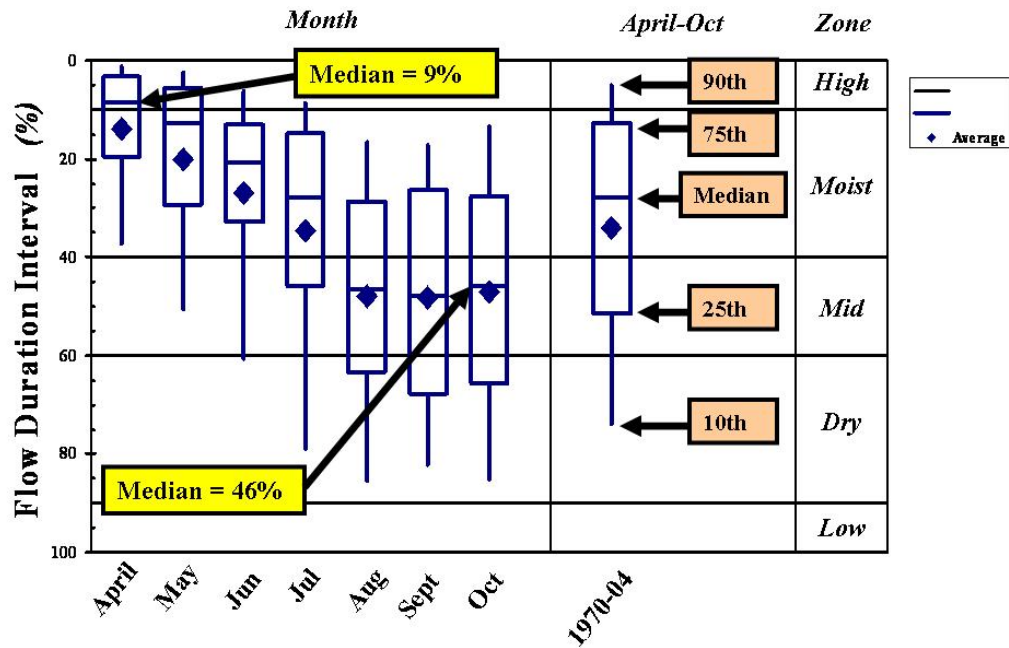 Month
April-Oct
Zone
Flow Duration Interval (%)
0
20
40
60
80
100
Median = 9%
Median = 46%
90th
75th
Median
25th
10th
High
Moist
Mid
Dry
Low
Average
April
May
Jun
Jul
Aug
Sept
Oct
1970-04